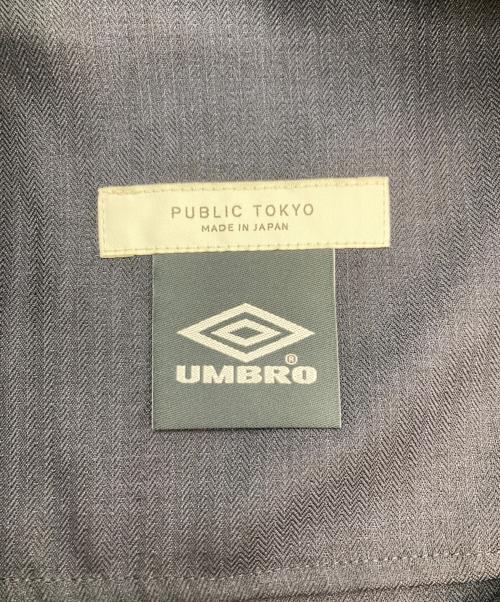 PUBLIC TOKYO
MADE IN JAPAN
®
UMBRO